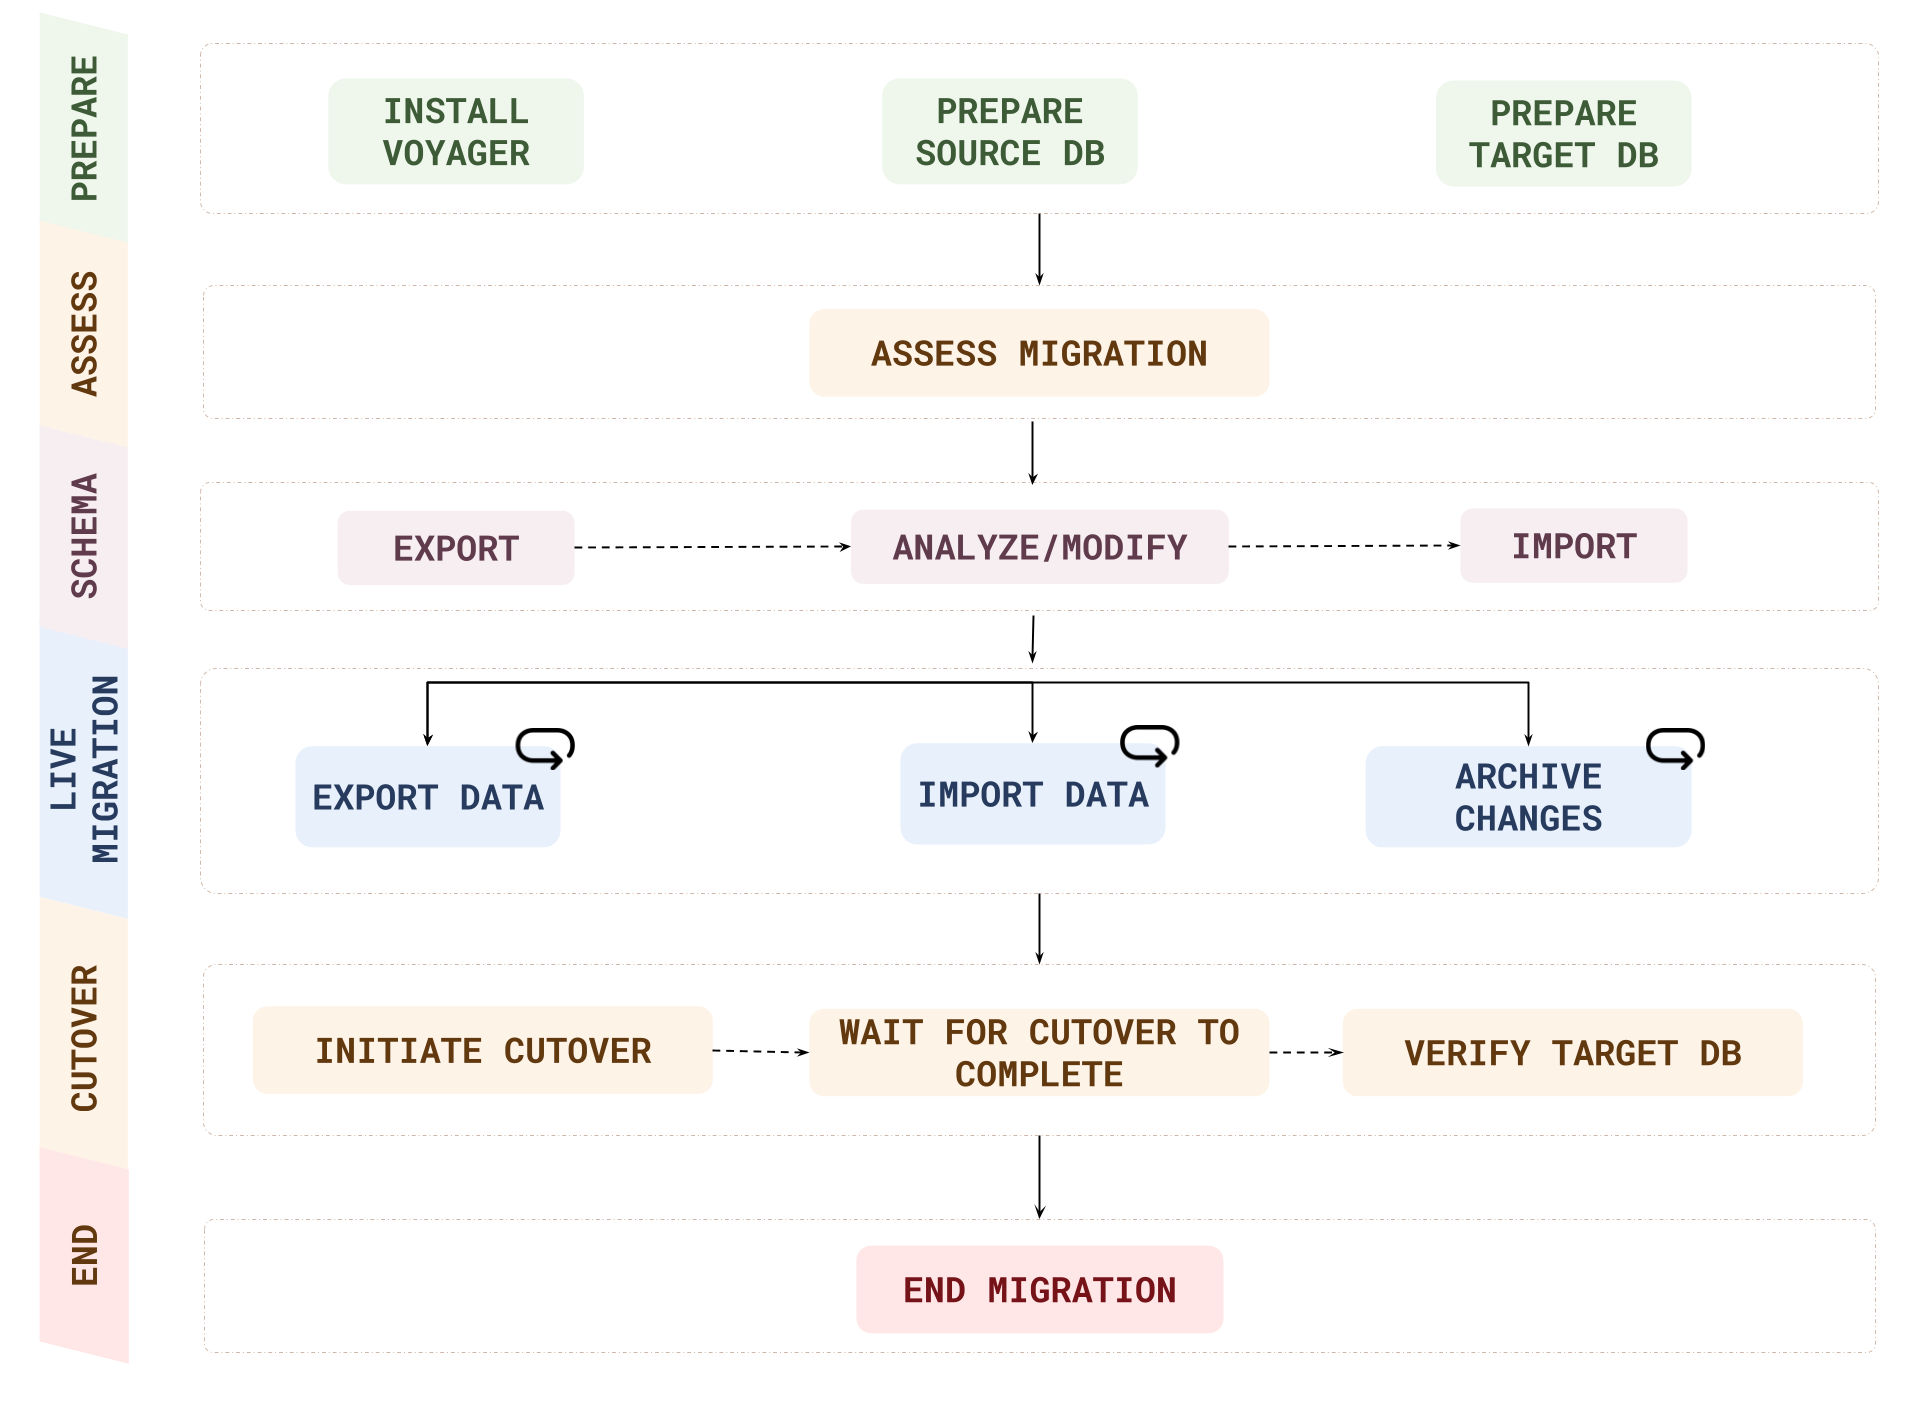 PREPARE
INSTALL
VOYAGER
PREPARE
SOURCE DB
PREPARE
TARGET DB
ASSESS
ASSESS MIGRATION
SCHEMA
EXPORT
ANALYZE/MODIFY
IMPORT
LIVE
MIGRATION
EXPORT DATA
IMPORT DATA
ARCHIVE
CHANGES
CUTOVER
INITIATE CUTOVER
WAIT FOR CUTOVER TO
COMPLETE
VERIFY TARGET DB
END
END MIGRATION